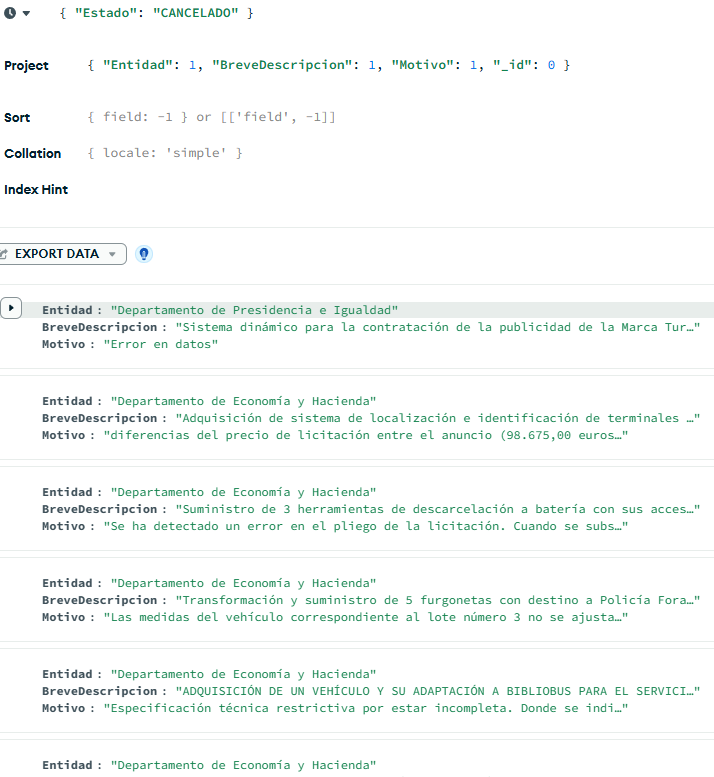 { "Estado": "CANCELADO" }
Project { "Entidad": 1, "BreveDescripcion": 1, "Motivo": 1, "_id": 0 }
Sort { field: -1 } or [['field', -1]]
Collation { locale: 'simple' }
Index Hint
EXPORT DATA
Entidad : "Departamento de Presidencia e Igualdad"
BreveDescripcion : "Sistema dinámico para la contratación de la publicidad de la Marca Tur…"
Motivo : "Error en datos"
Entidad : "Departamento de Economía y Hacienda"
BreveDescripcion : "Adquisición de sistema de localización e identificación de terminales …"
Motivo : "diferencias del precio de licitación entre el anuncio (98.675,00 euros…"
Entidad : "Departamento de Economía y Hacienda"
BreveDescripcion : "Suministro de 3 herramientas de descarcelación a batería con sus acces…"
Motivo : "Se ha detectado un error en el pliego de la licitación. Cuando se subs…"
Entidad : "Departamento de Economía y Hacienda"
BreveDescripcion : "Transformación y suministro de 5 furgonetas con destino a Policía Fora…"
Motivo : "Las medidas del vehículo correspondiente al lote número 3 no se ajusta…"
Entidad : "Departamento de Economía y Hacienda"
BreveDescripcion : "ADQUISICIÓN DE UN VEHÍCULO Y SU ADAPTACIÓN A BIBLIOBUS PARA EL SERVICI…"
Motivo : "Especificación técnica restrictiva por estar incompleta. Donde se indi…"
Entidad : "Departamento de Economía y Hacienda"